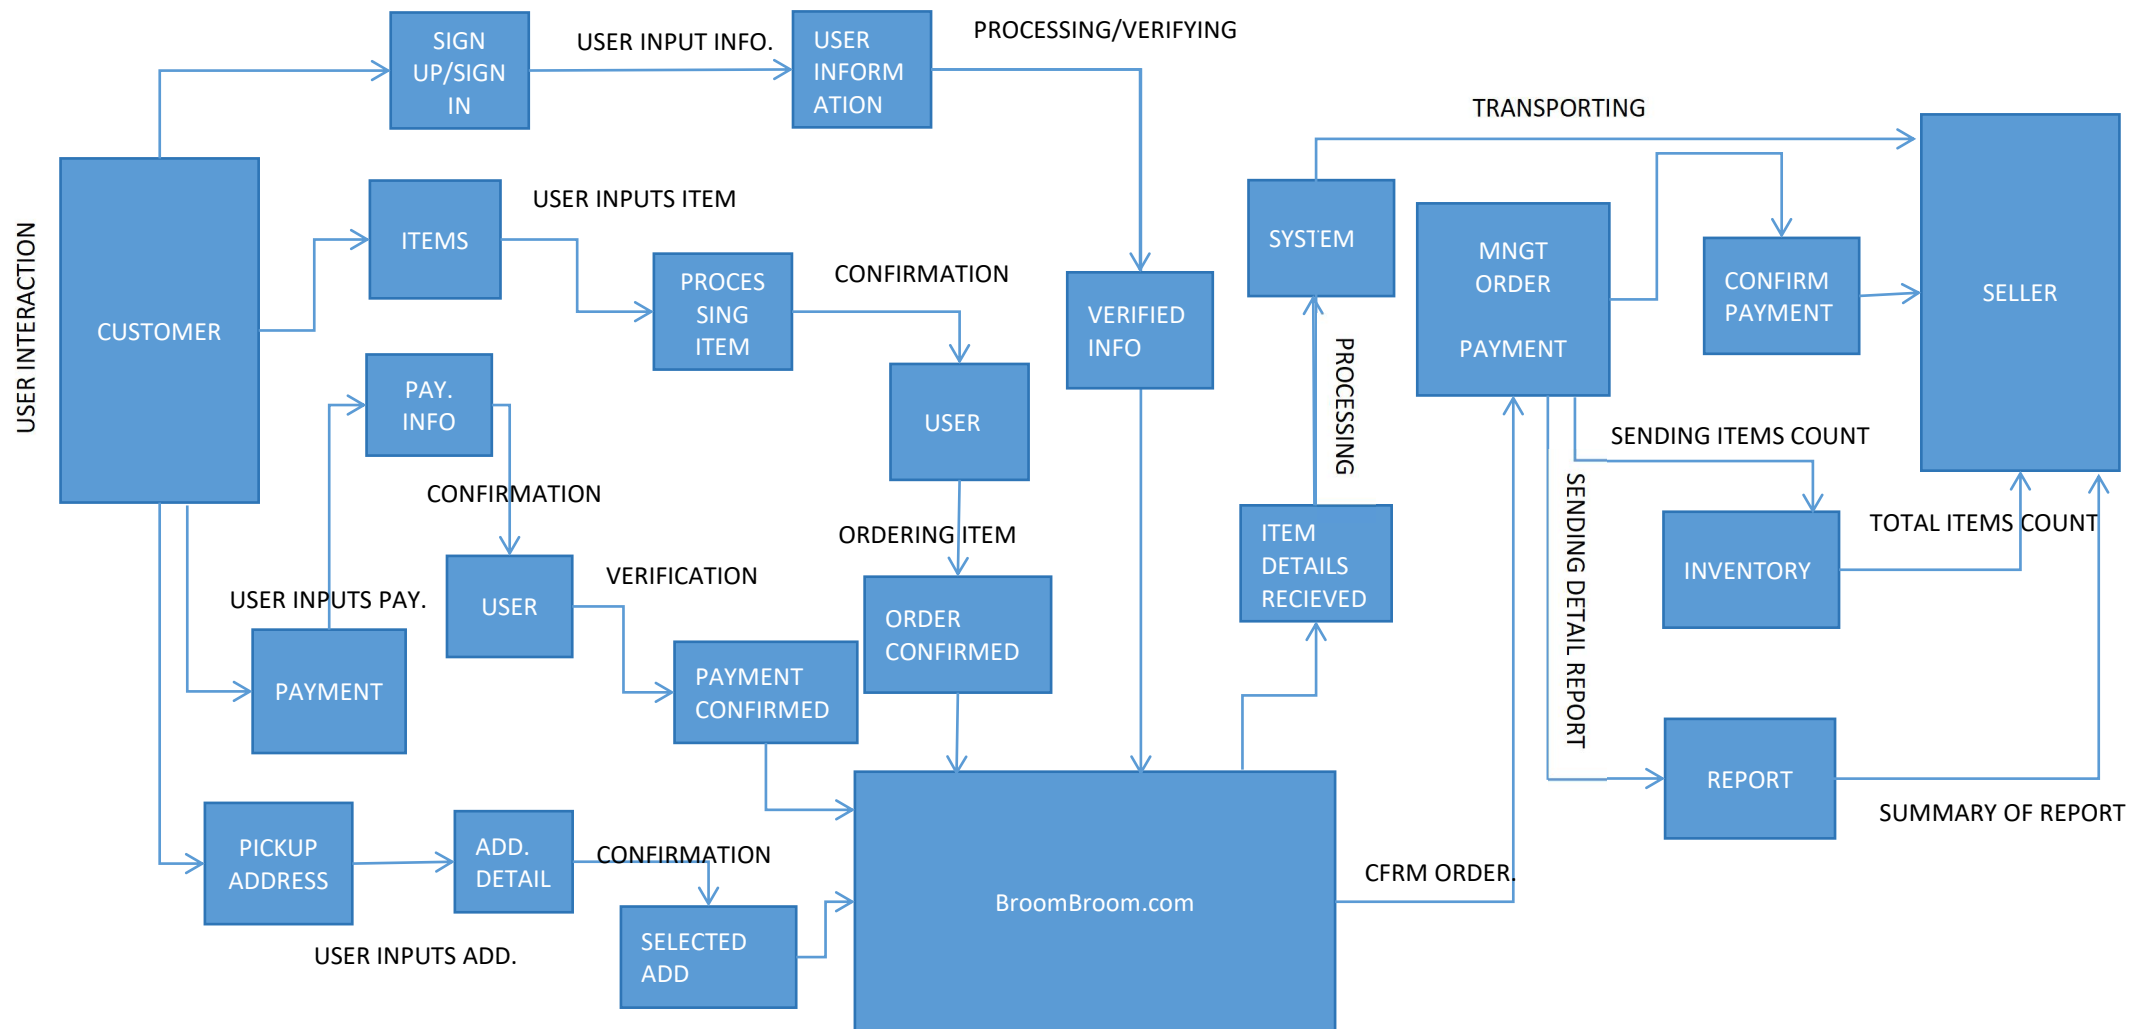 SIGN
UP/SIGN
IN
USER INPUT INFO.
USER
INFORM
ATION
PROCESSING/VERIFYING
TRANSPORTING
USER INTERACTION
CUSTOMER
ITEMS
USER INPUTS ITEM
PROCES
SING
ITEM
CONFIRMATION
USER
VERIFIED
INFO
SYSTEM
PROCESSING
MNGT
ORDER
PAYMENT
CONFIRM
PAYMENT
SELLER
PAY.
INFO
CONFIRMATION
USER INPUTS PAY.
USER
VERIFICATION
ORDERING ITEM
ORDER
CONFIRMED
ITEM
DETAILS
RECIEVED
SENDING ITEMS COUNT
SENDING DETAIL REPORT
INVENTORY
TOTAL ITEMS COUNT
PAYMENT
PAYMENT
CONFIRMED
REPORT
SUMMARY OF REPORT
PICKUP
ADDRESS
ADD.
DETAIL
CONFIRMATION
USER INPUTS ADD.
SELECTED
ADD
BroomBroom.com
CFRM ORDER.